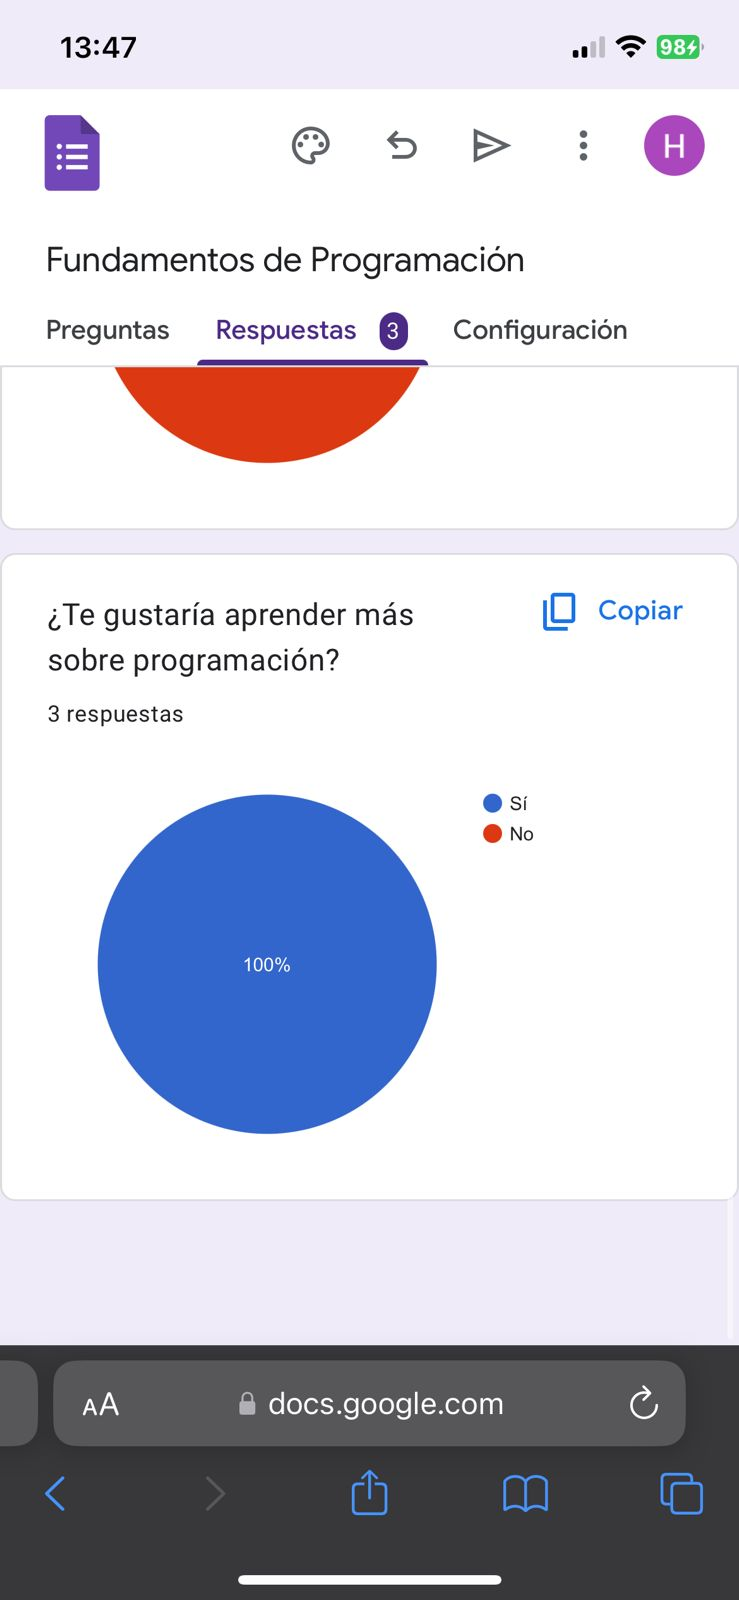 13:47
98
H
Fundamentos de Programación
Preguntas
Respuestas
3
Configuración
¿Te gustaría aprender más
sobre programación?
Copiar
3 respuestas
Sí
No
100%
AA
docs.google.com